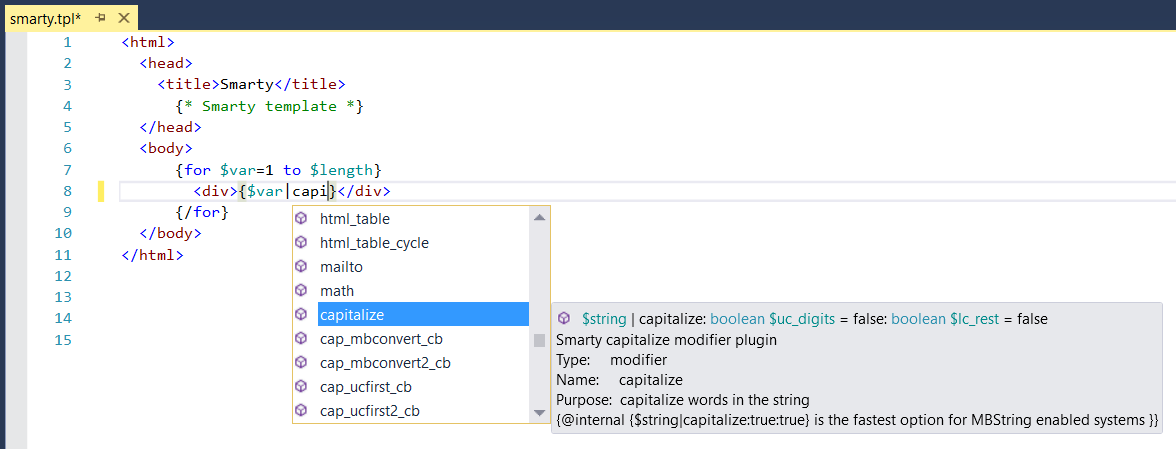 smarty.tpl*
1 <html>
2 <head>
3 <title>Smarty</title>
4 {* Smarty template *}
5 </head>
6 <body>
7 {for $var=1 to $length}
8 <div>{$var|capi}</div>
9 {/for}
10 </body>
11 </html>
12
13
14
15
html_table
html_table_cycle
mailto
math
capitalize
cap_mbconvert_cb
cap_mbconvert2_cb
cap_ucfirst_cb
cap_ucfirst2_cb
$string | capitalize: boolean $uc_digits = false: boolean $lc_rest = false
Smarty capitalize modifier plugin
Type: modifier
Name: capitalize
Purpose: capitalize words in the string
{@internal {$string|capitalize:true:true} is the fastest option for MBString enabled systems }}